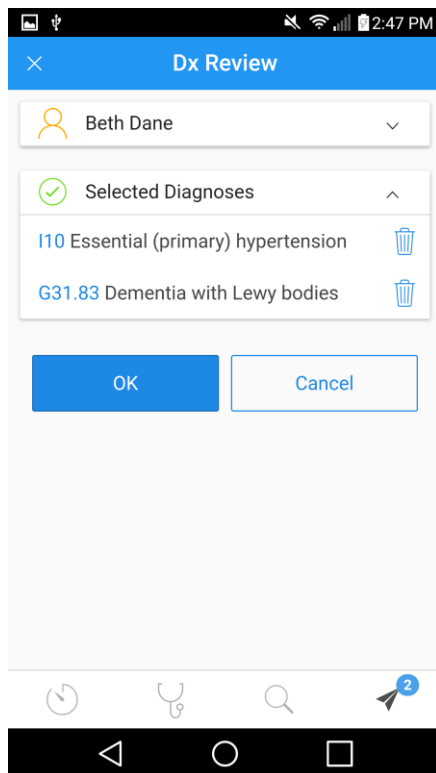 2:47 PM
Dx Review
Beth Dane
Selected Diagnoses
I10 Essential (primary) hypertension
G31.83 Dementia with Lewy bodies
OK Cancel
2